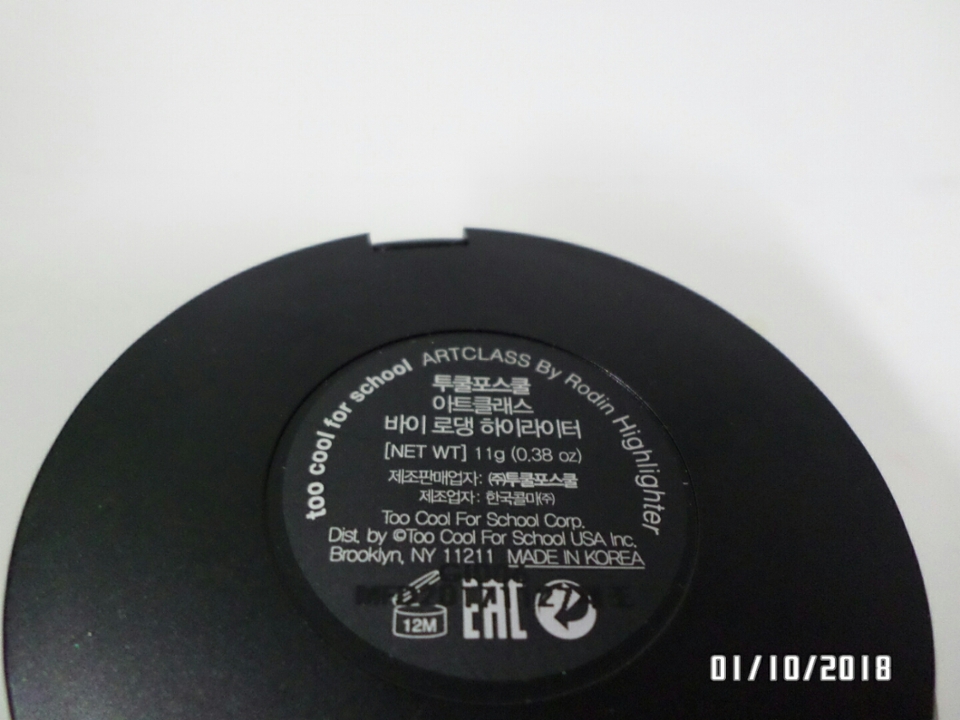 too cool for school ARTCLASS By Rodin Highlighter
투쿨포스쿨
아트클래스
바이 로댕 하이라이터
[NET WT] 11g (0.38 oz)
제조판매업자: ㈜투쿨포스쿨
제조업자: 한국콜마㈜
Too Cool For School Corp.
Dist. by ©Too Cool For School USA Inc.
Brooklyn, NY 11211 MADE IN KOREA
12M
EAC
01/10/2018